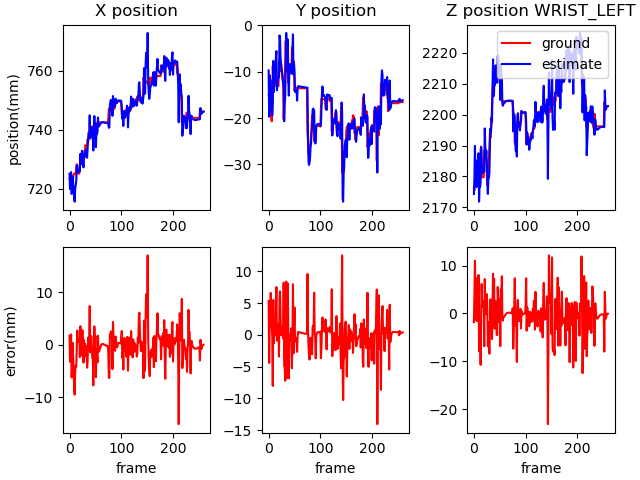 X position
Y position
Z position WRIST_LEFT
position(mm)
760
740
720
0
−10
−20
−30
2220
2210
2200
2190
2180
2170
ground
estimate
0 100 200
0 100 200
0 100 200
error(mm)
10
0
−10
10
5
0
−5
−10
−15
10
0
−10
−20
0 100 200
0 100 200
0 100 200
frame
frame
frame